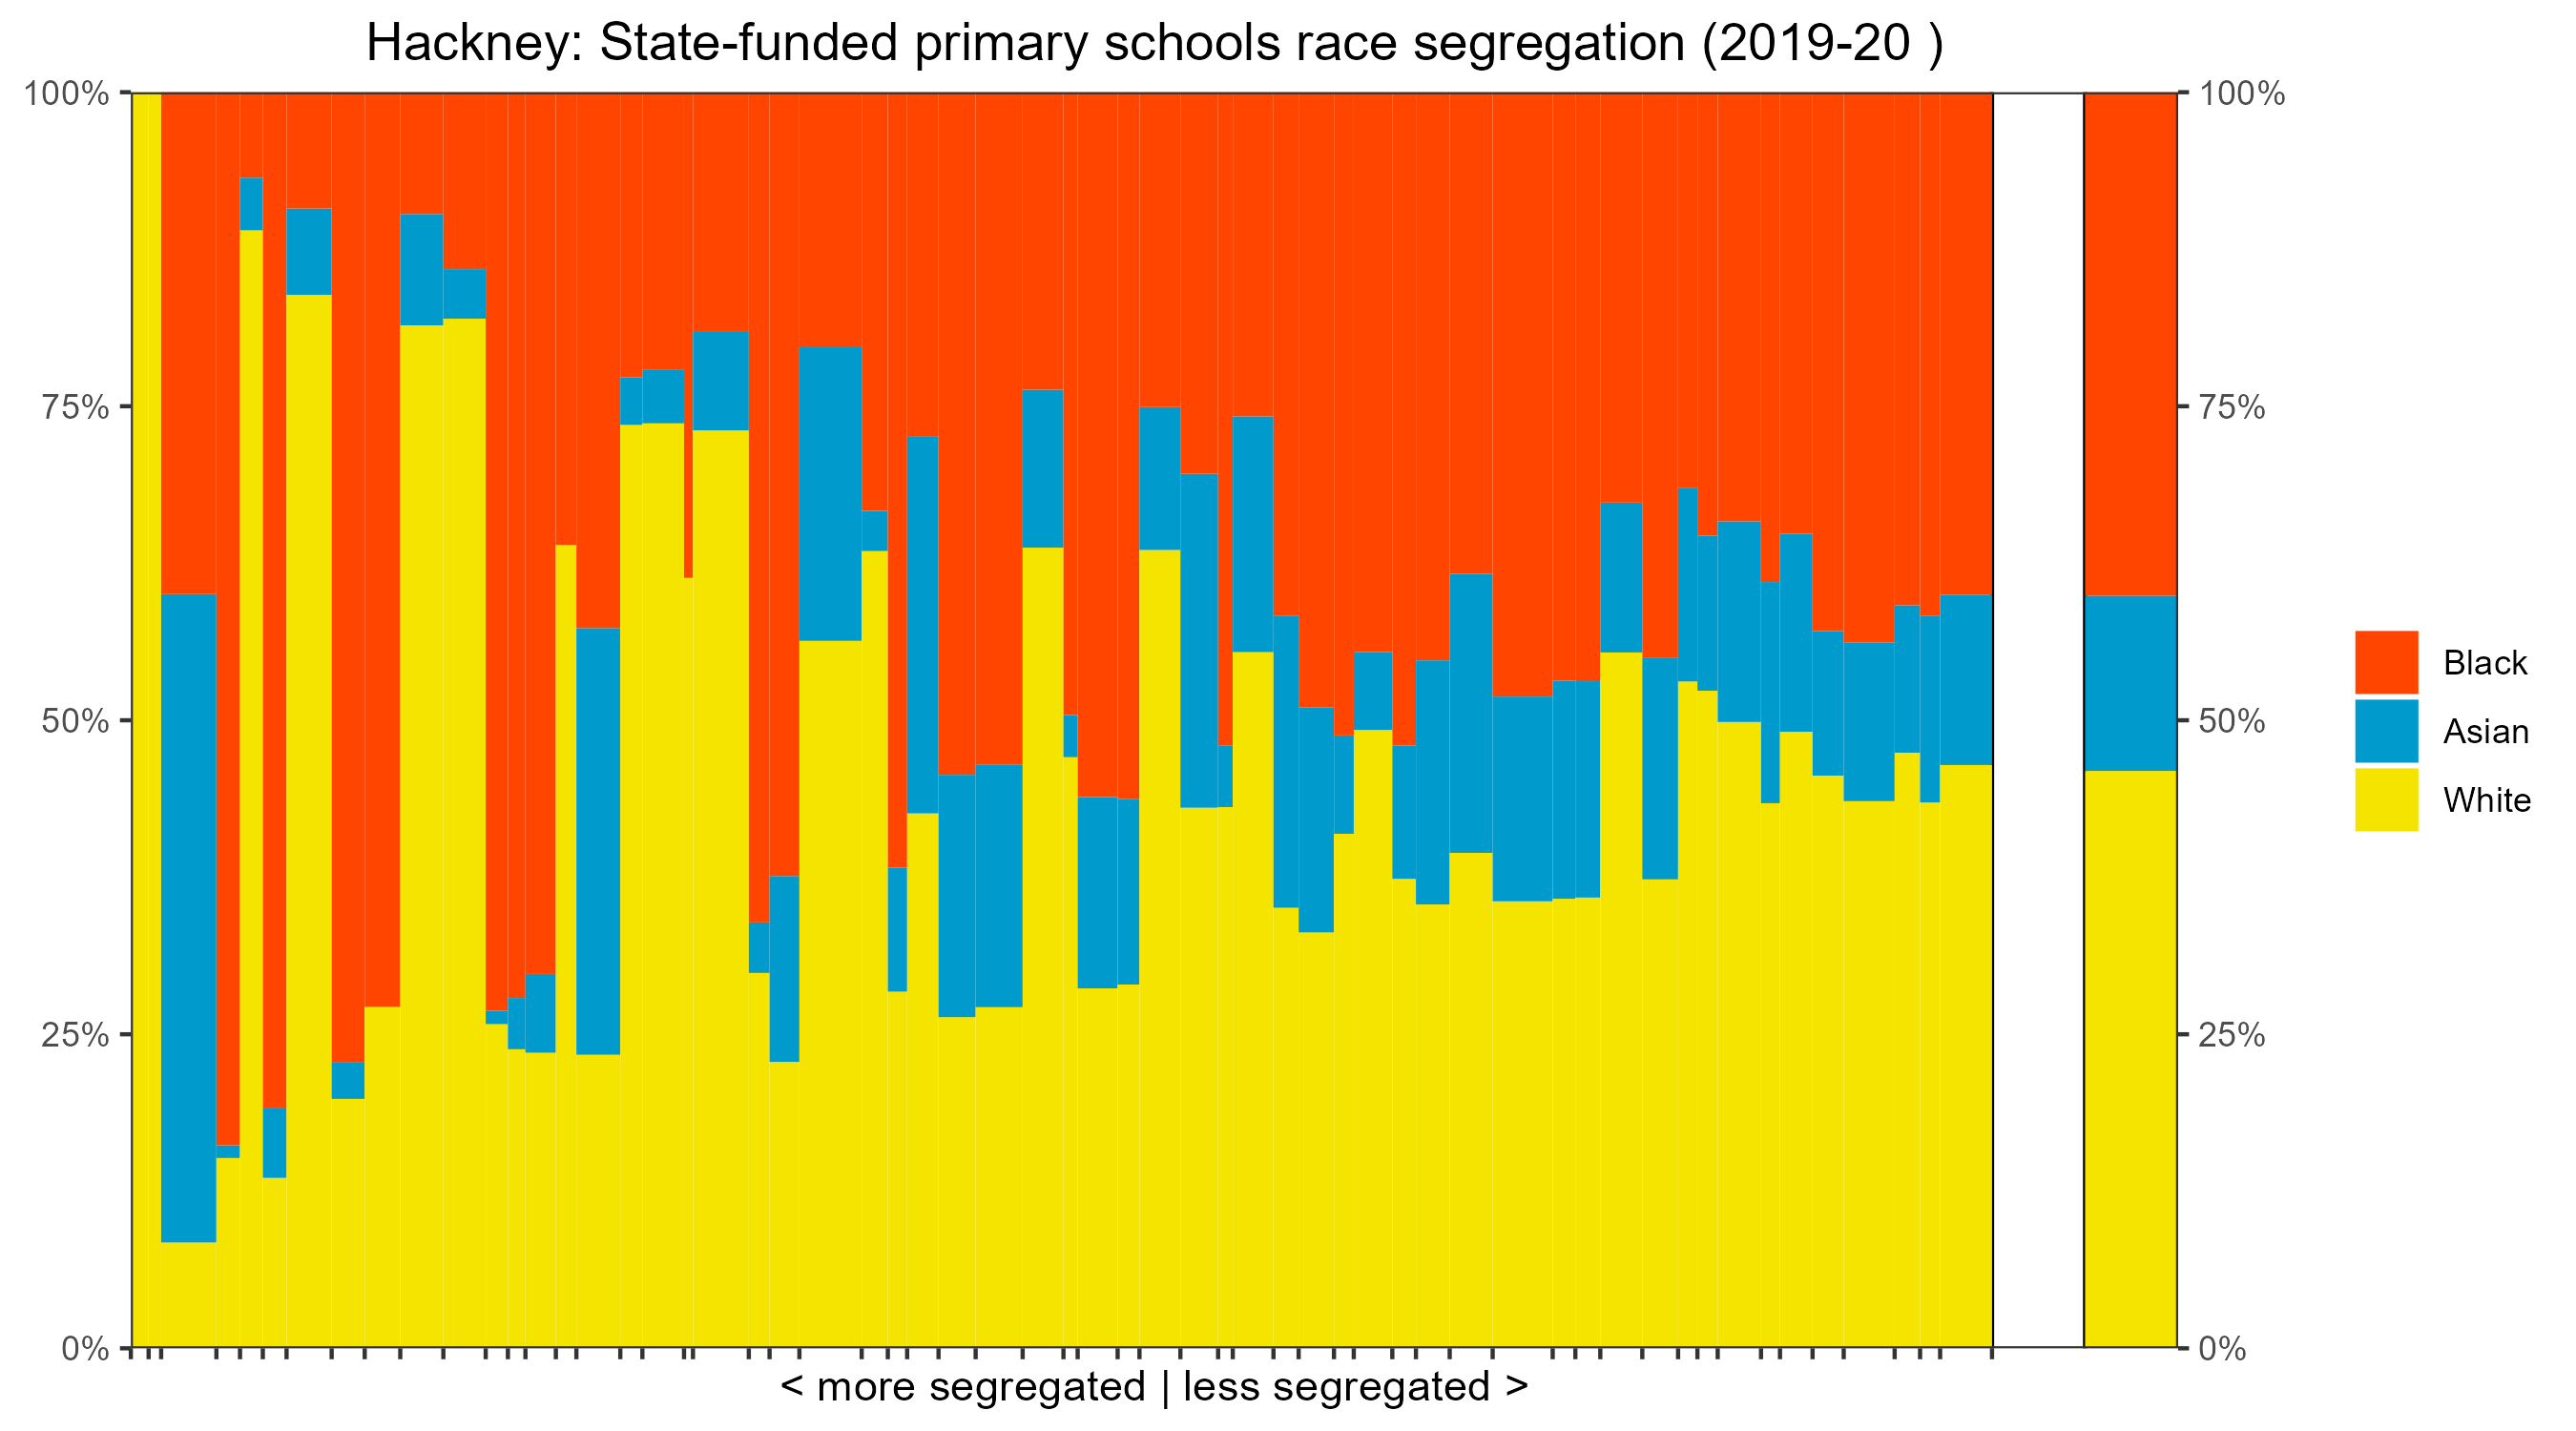 Hackney: State-funded primary schools race segregation (2019-20 )
100%
75%
50%
25%
0%
100%
75%
50%
25%
0%
Black
Asian
White
< more segregated | less segregated >